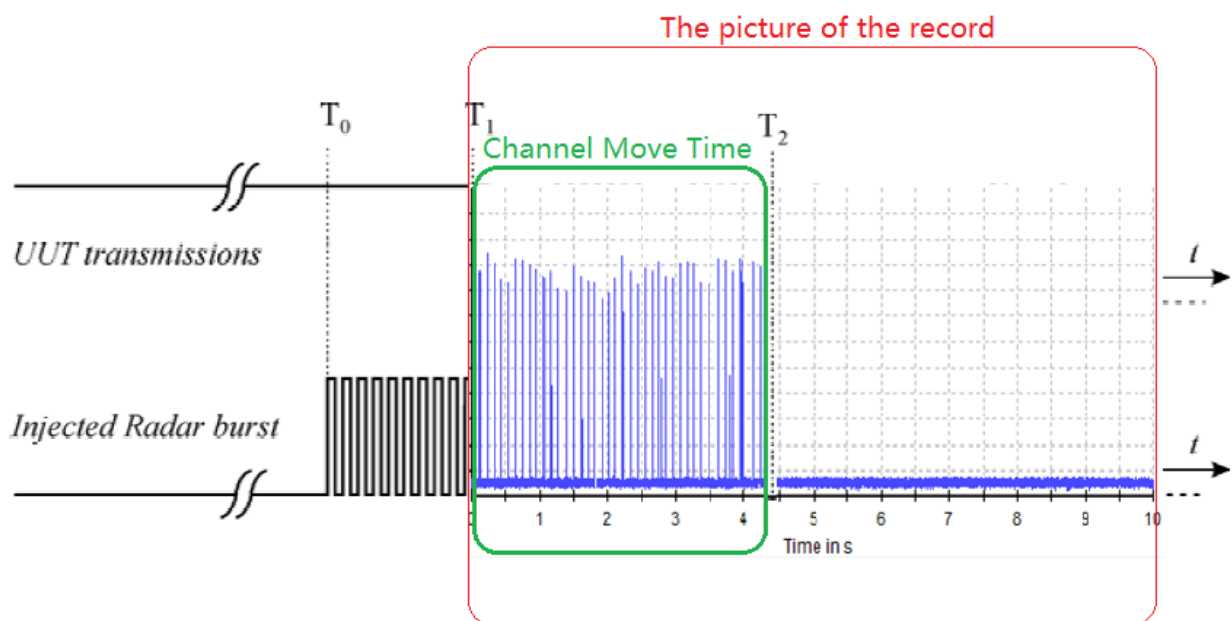 The picture of the record
T0
T1
T2
Channel Move Time
UUT transmissions
t
Injected Radar burst
t
1 2 3 4 5 6 7 8 9 10
Time in s